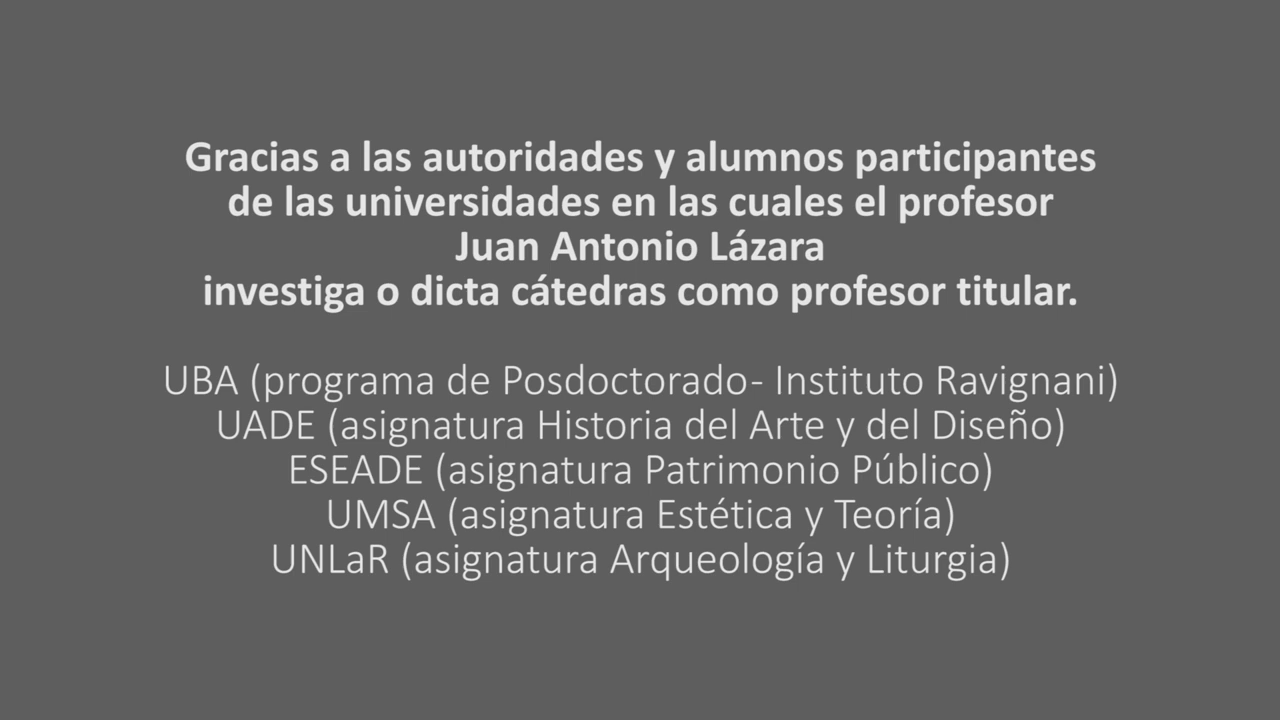 Gracias a las autoridades y alumnos participantes
de las universidades en las cuales el profesor
Juan Antonio Lázara
investiga o dicta cátedras como profesor titular.
UBA (programa de Posdoctorado- Instituto Ravignani)
UADE (asignatura Historia del Arte y del Diseño)
ESEADE (asignatura Patrimonio Público)
UMSA (asignatura Estética y Teoría)
UNLaR (asignatura Arqueología y Liturgia)